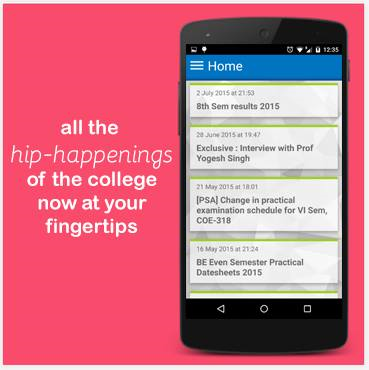 all the
hip-happenings
of the college
now at your
fingertips
12:35
Home
2 July 2015 at 21:53
8th Sem results 2015
28 June 2015 at 19:47
Exclusive : Interview with Prof
Yogesh Singh
21 May 2015 at 18:01
[PSA] Change in practical
examination schedule for VI Sem,
COE-318
16 May 2015 at 21:24
BE Even Semester Practical
Datesheets 2015